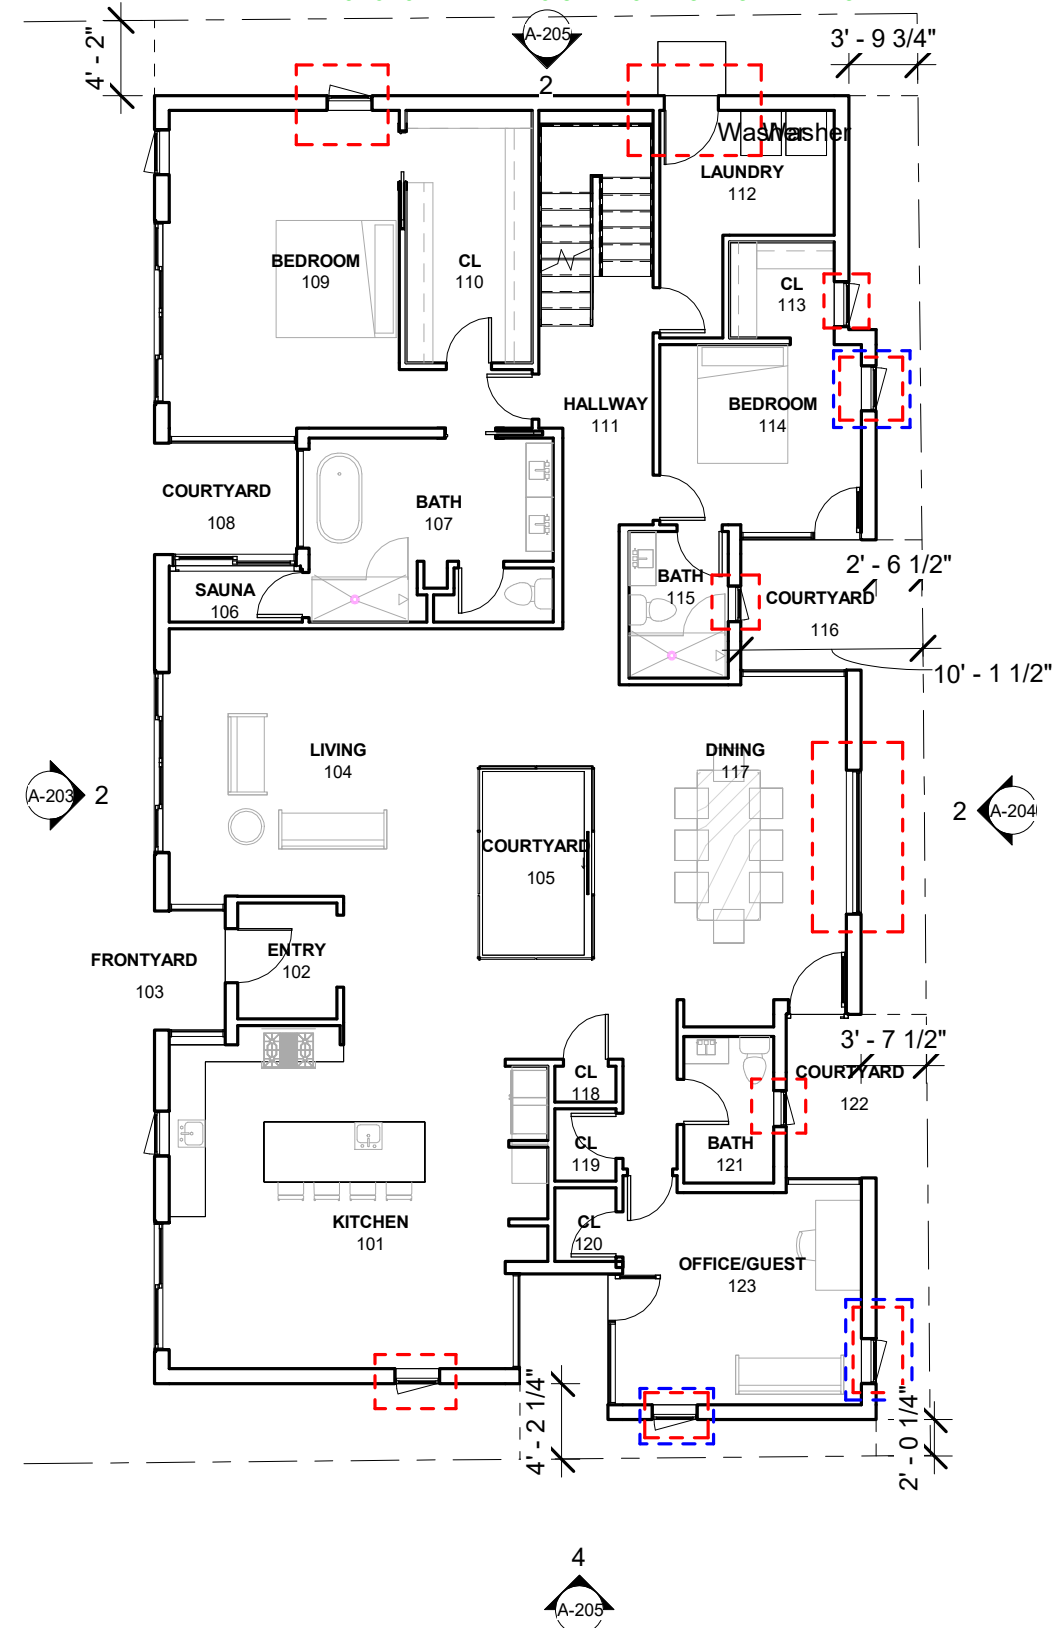 A-205
2
3' - 9 3/4"
4' - 2"
Washer
Washer
LAUNDRY
112
BEDROOM
109
CL
110
CL
113
HALLWAY
111
BEDROOM
114
COURTYARD
108
BATH
107
SAUNA
106
BATH
115
2' - 6 1/2"
COURTYARD
116
10' - 1 1/2"
LIVING
104
DINING
117
A-203
2
2
A-204
COURTYARD
105
ENTRY
102
FRONTYARD
103
3' - 7 1/2"
COURTYARD
122
CL
118
CL
119
BATH
121
KITCHEN
101
CL
120
OFFICE/GUEST
123
4' - 2 1/4"
2' - 0 1/4"
4
A-205